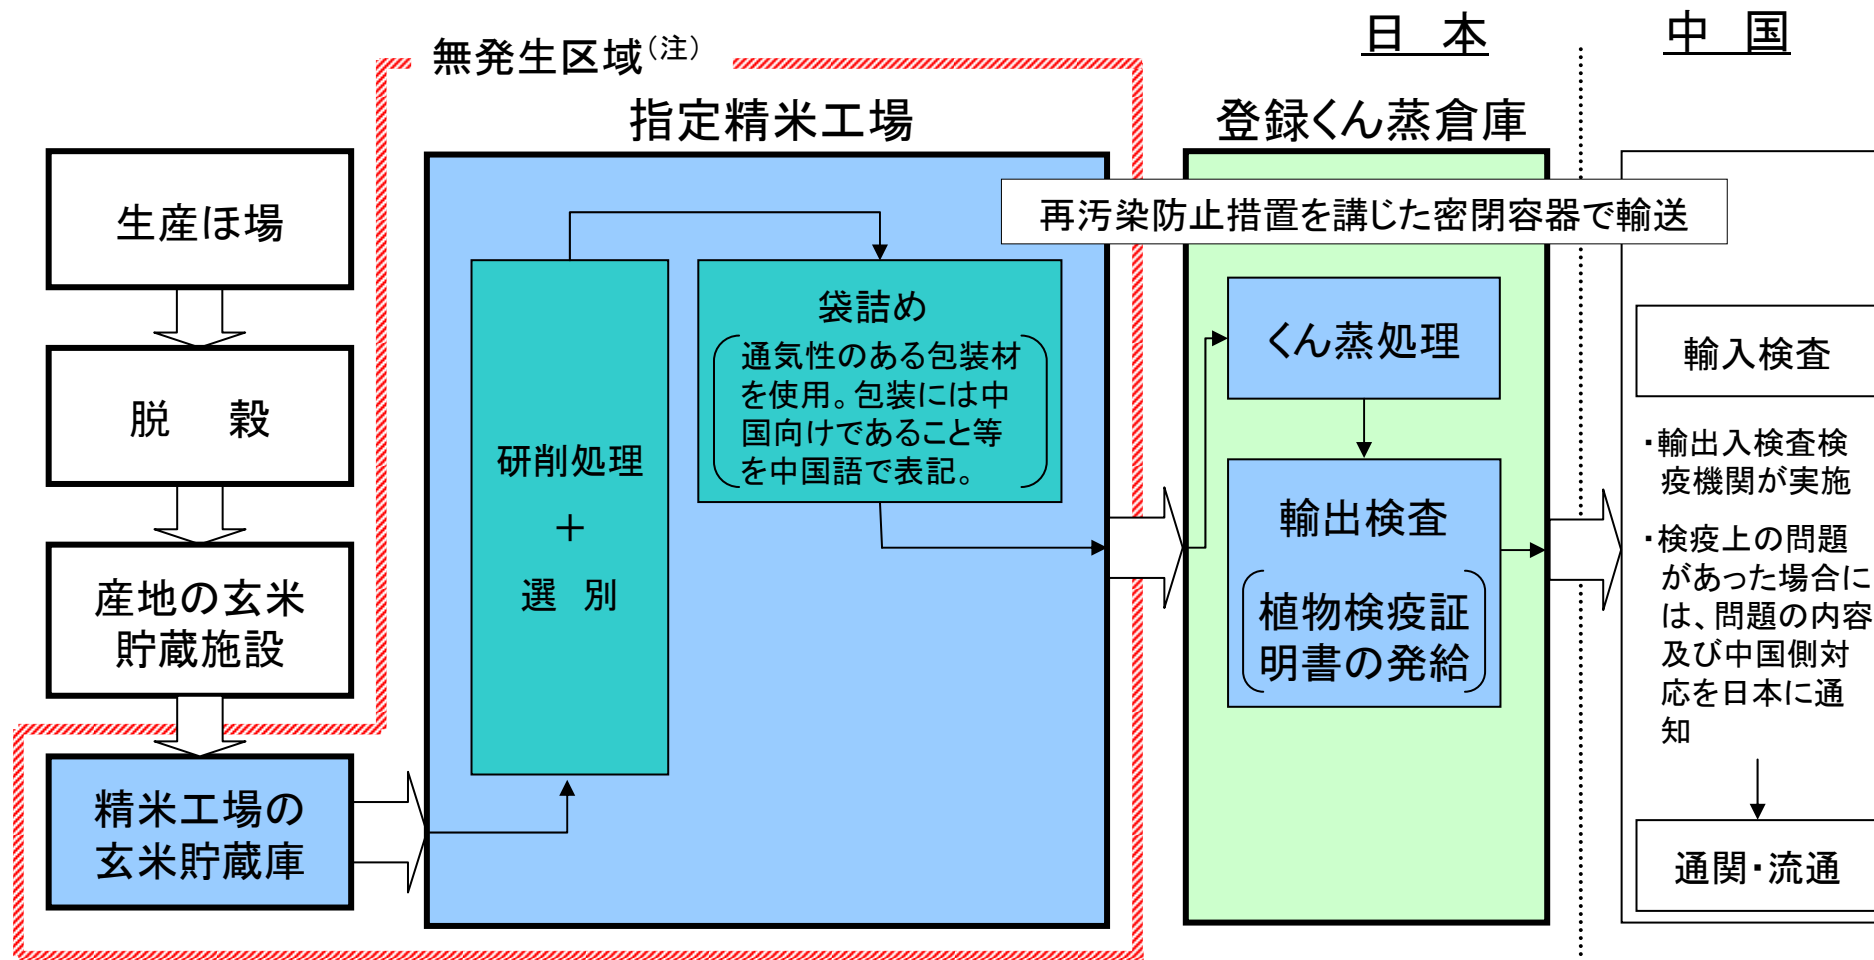 日 本
中 国
無発生区域(注)
指定精米工場
登録くん蒸倉庫
再汚染防止措置を講じた密閉容器で輸送
生産ほ場
脱 穀
産地の玄米
貯蔵施設
精米工場の
玄米貯蔵庫
研削処理
＋
選 別
袋詰め
通気性のある包装材
を使用。包装には中
国向けであること等
を中国語で表記。
くん蒸処理
輸出検査
植物検疫証
明書の発給
輸入検査
・輸出入検査検
疫機関が実施
・検疫上の問題
があった場合に
は、問題の内容
及び中国側対
応を日本に通
知
通関・流通